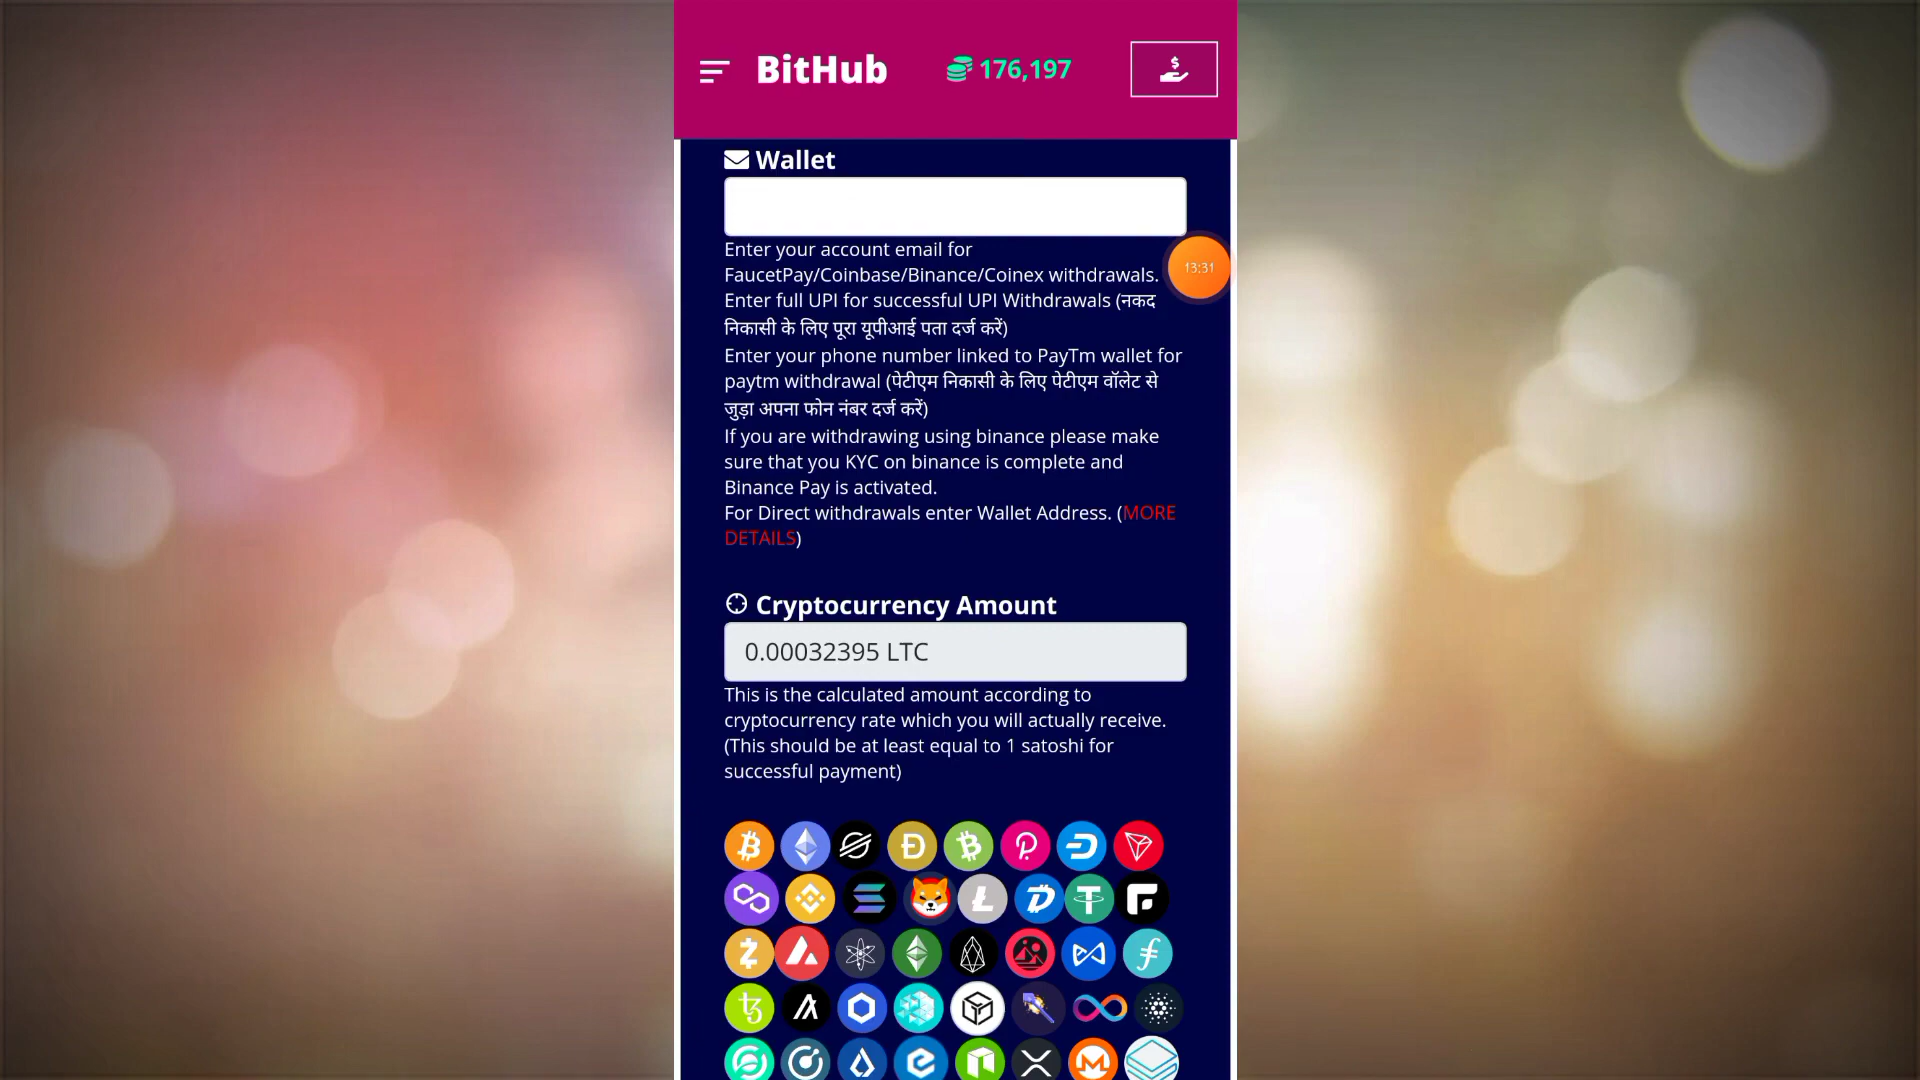 BitHub 176,197
Wallet
Enter your account email for
FaucetPay/Coinbase/Binance/Coinex withdrawals.
13:31
Enter full UPI for successful UPI Withdrawals (नकद
निकासी के लिए पूरा यूपीआई पता दर्ज करें)
Enter your phone number linked to PayTm wallet for
paytm withdrawal (पेटीएम निकासी के लिए पेटीएम वॉलेट से
जुड़ा अपना फोन नंबर दर्ज करें)
If you are withdrawing using binance please make
sure that you KYC on binance is complete and
Binance Pay is activated.
For Direct withdrawals enter Wallet Address. (MORE
DETAILS)
Cryptocurrency Amount
0.00032395 LTC
This is the calculated amount according to
cryptocurrency rate which you will actually receive.
(This should be at least equal to 1 satoshi for
successful payment)